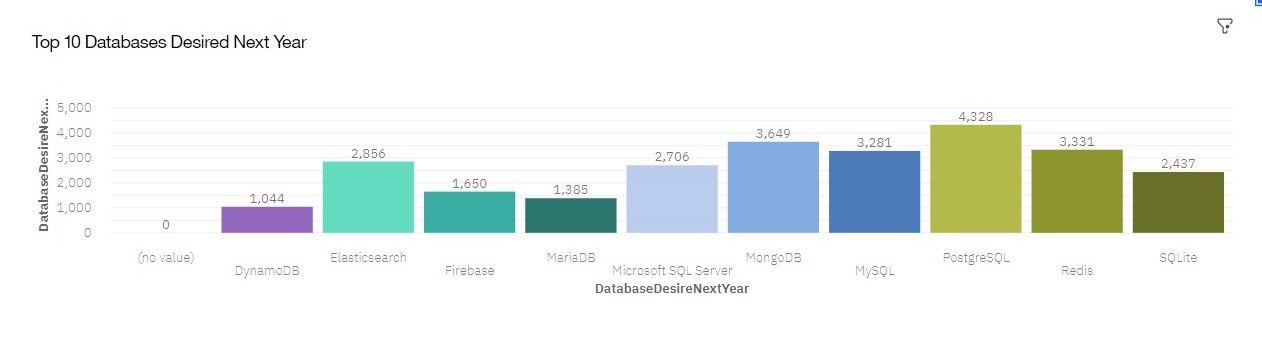 Top 10 Databases Desired Next Year
DatabaseDesireNex...
5,000
4,000
3,000
2,000
1,000
0
0
1,044
2,856
1,650
1,385
2,706
3,649
3,281
4,328
3,331
2,437
(no value)
DynamoDB
Elasticsearch
Firebase
MariaDB
Microsoft SQL Server
MongoDB
MySQL
PostgreSQL
Redis
SQLite
DatabaseDesireNextYear